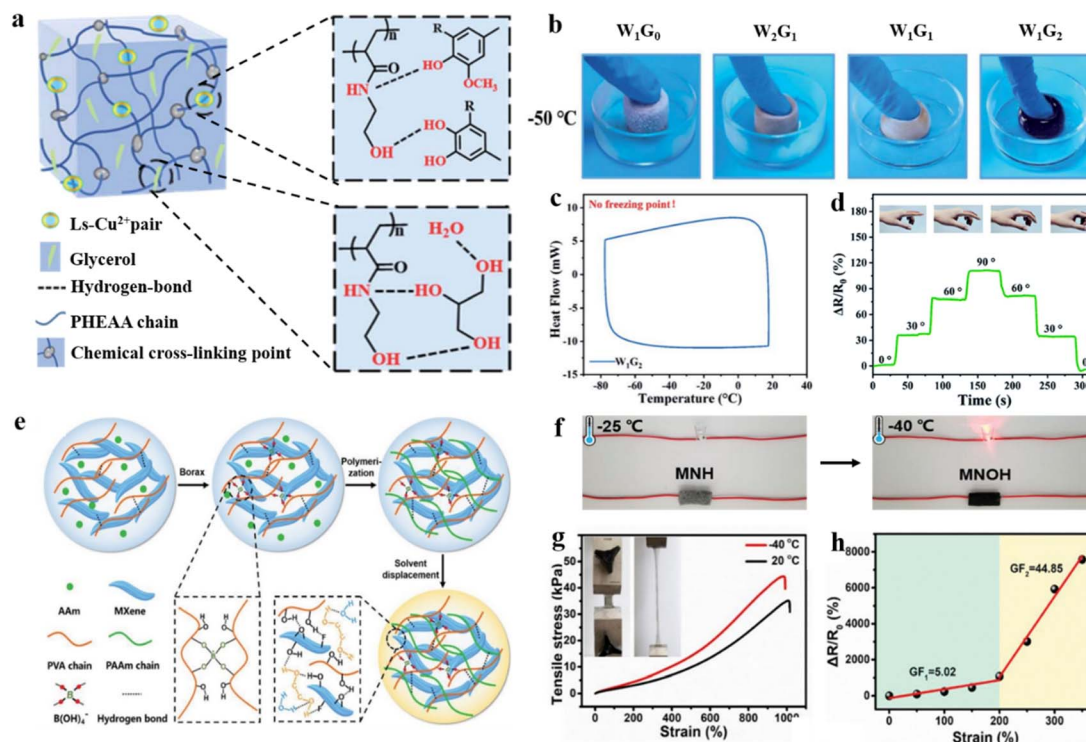 a
n
O
HN
OH
R
HO
OCH₃
R
HO
HO
n
O
HN
OH
H₂O
OH
HO
OH
Ls-Cu²⁺pair
Glycerol
Hydrogen-bond
PHEAA chain
Chemical cross-linking point
b
W₁G₀ W₂G₁ W₁G₁ W₁G₂
-50 °C
c
No freezing point!
Heat Flow (mW)
10
5
0
-5
-10
-15
W₁G₂
-80 -60 -40 -20 0 20
Temperature (°C)
d
ΔR/R₀ (%)
180
150
120
90
60
30
0
0 °
30 °
60 °
90 °
60 °
30 °
0
0 50 100 150 200 250 300
Time (s)
e
Borax
Polymeri-
zation
Solvent
displacement
AAm MXene
PVA chain PAAm chain
B(OH)₄⁻ Hydrogen bond
f
-25 °C
MNH
-40 °C
MNOH
g
Tensile stress (kPa)
60
50
40
30
20
10
0
-40 °C
20 °C
0 200 400 600 800 1000
Strain (%)
h
ΔR/R₀ (%)
8000
6000
4000
2000
0
GF₁=5.02
GF₂=44.85
0 100 200 300
Strain (%)